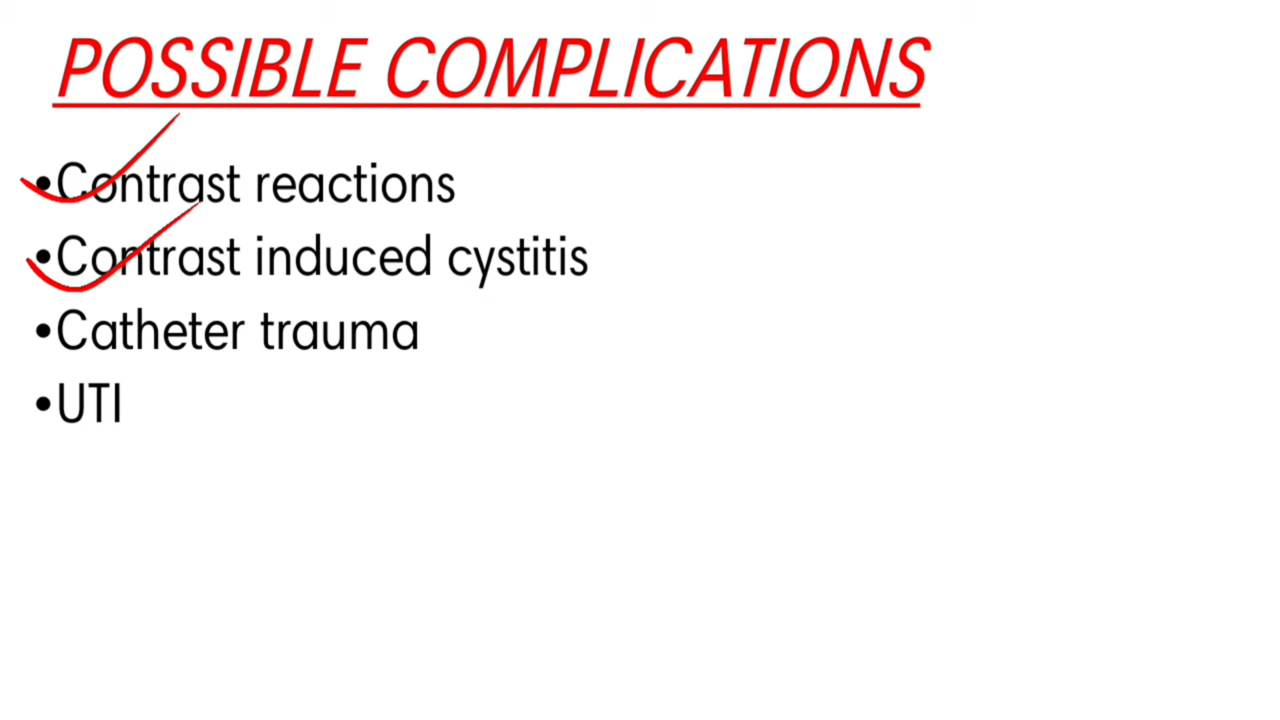 POSSIBLE COMPLICATIONS
•Contrast reactions
•Contrast induced cystitis
•Catheter trauma
•UTI